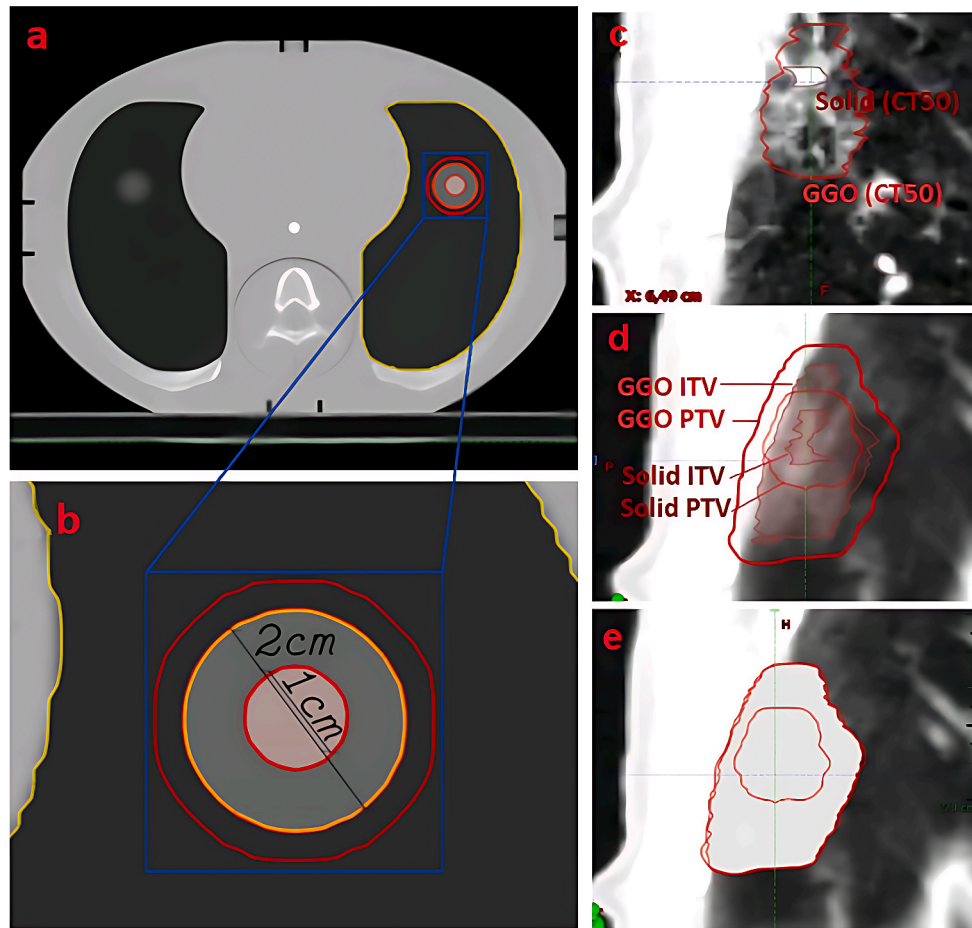 a
b
2cm
1cm
c
Solid (CT50)
GGO (CT50)
X: 6,49 cm
F
d
GGO ITV
GGO PTV
P
Solid ITV
Solid PTV
e
H